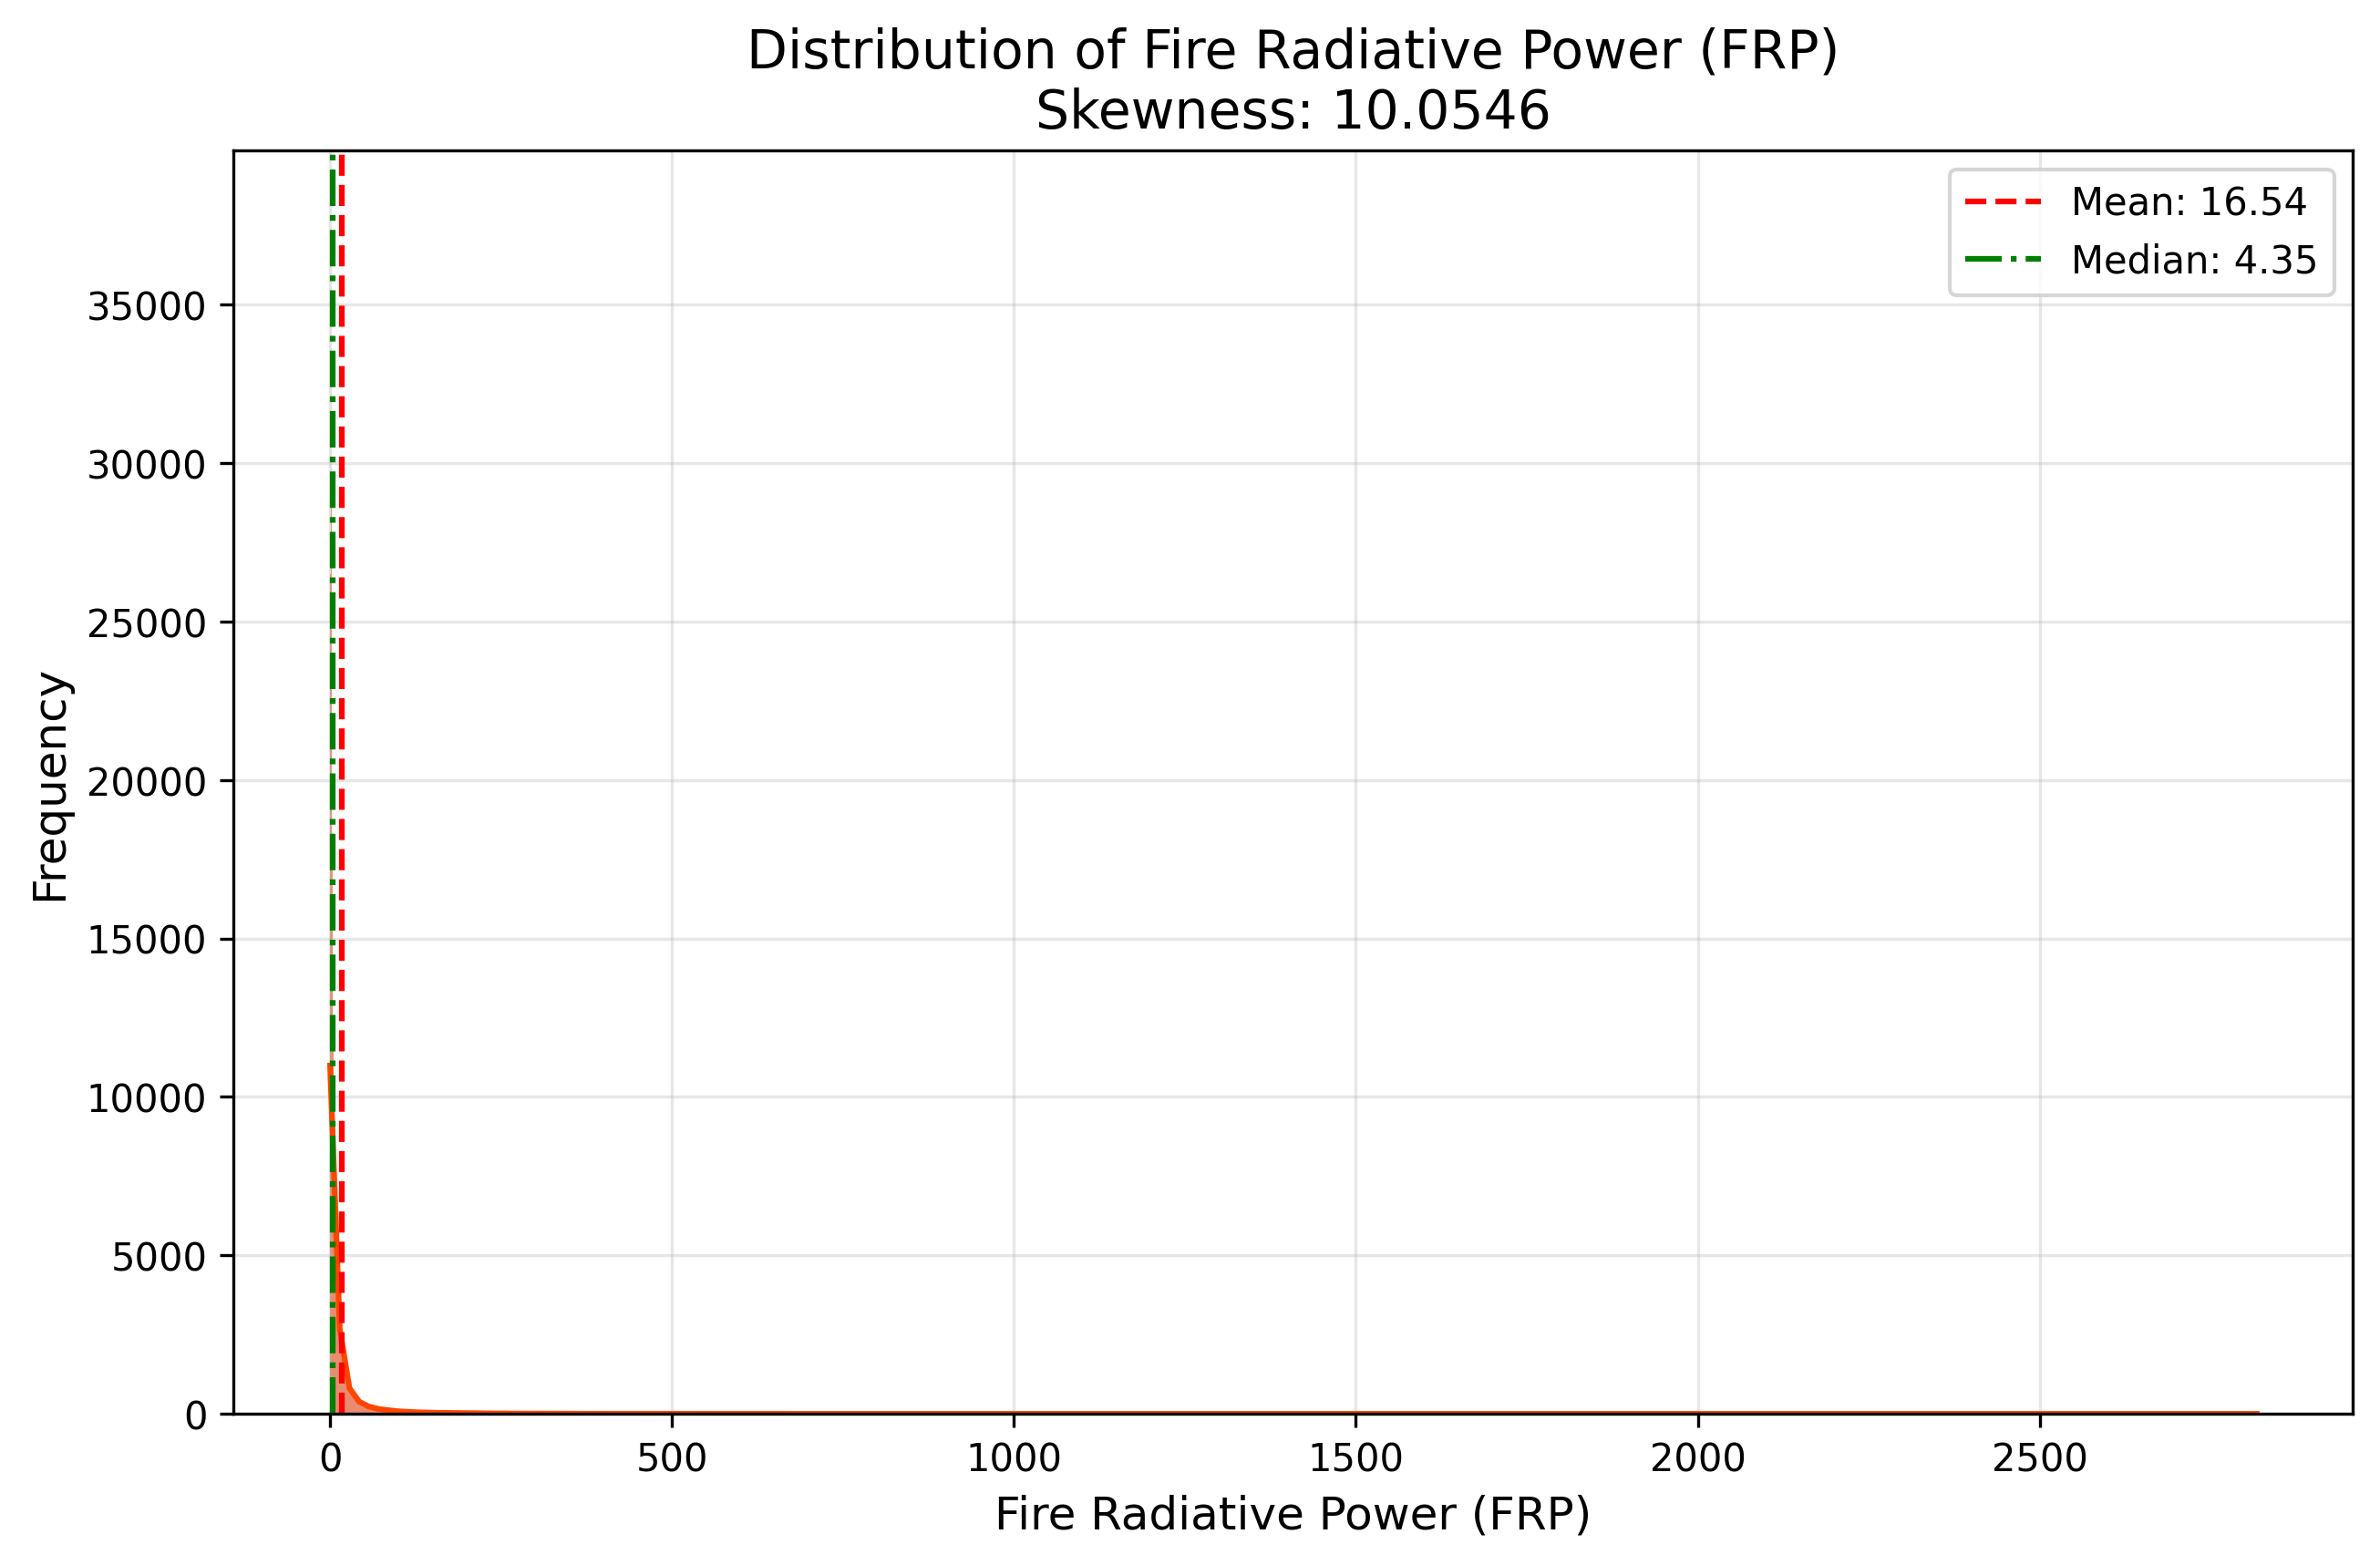 Distribution of Fire Radiative Power (FRP)
Skewness: 10.0546
Mean: 16.54
Median: 4.35
Frequency
35000
30000
25000
20000
15000
10000
5000
0
0 500 1000 1500 2000 2500
Fire Radiative Power (FRP)